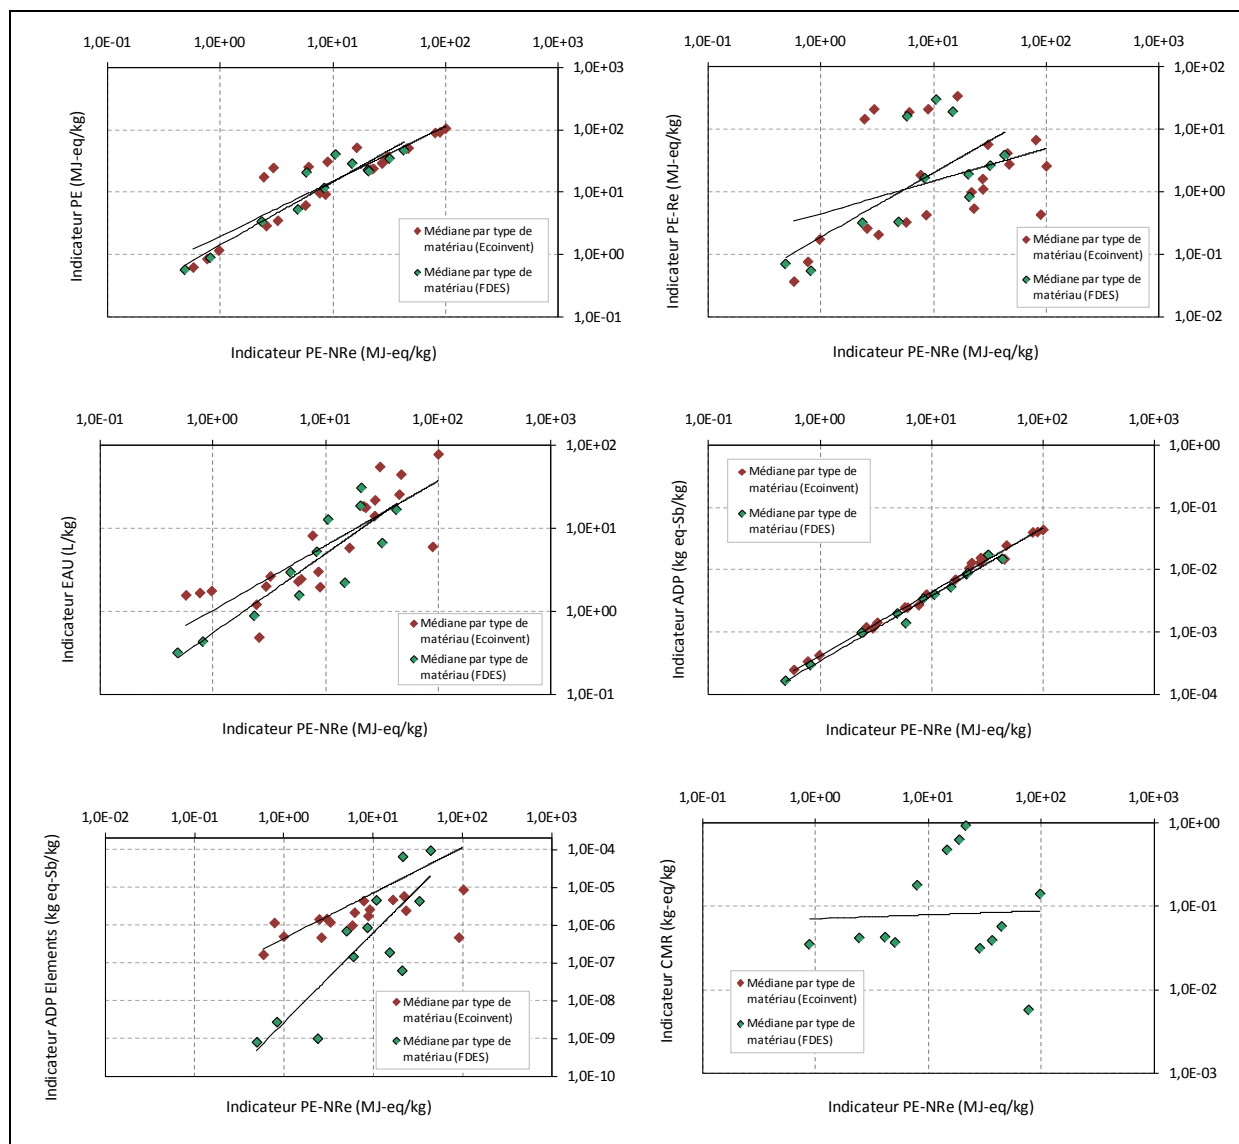 1,0E-01 1,0E+00 1,0E+01 1,0E+02 1,0E+03
1,0E+03
1,0E+02
1,0E+01
1,0E+00
1,0E-01
Indicateur PE (MJ-eq/kg)
Médiane par type de
matériau (Ecoinvent)
Médiane par type de
matériau (FDES)
Indicateur PE-NRe (MJ-eq/kg)
1,0E-01 1,0E+00 1,0E+01 1,0E+02 1,0E+03
1,0E+02
1,0E+01
1,0E+00
1,0E-01
1,0E-02
Indicateur PE-Re (MJ-eq/kg)
Médiane par type de
matériau (Ecoinvent)
Médiane par type de
matériau (FDES)
Indicateur PE-NRe (MJ-eq/kg)
1,0E-01 1,0E+00 1,0E+01 1,0E+02 1,0E+03
1,0E+02
1,0E+01
1,0E+00
1,0E-01
Indicateur EAU (L/kg)
Médiane par type de
matériau (Ecoinvent)
Médiane par type de
matériau (FDES)
Indicateur PE-NRe (MJ-eq/kg)
1,0E-01 1,0E+00 1,0E+01 1,0E+02 1,0E+03
1,0E+00
1,0E-01
1,0E-02
1,0E-03
1,0E-04
Indicateur ADP (kg eq-Sb/kg)
Médiane par type de
matériau (Ecoinvent)
Médiane par type de
matériau (FDES)
Indicateur PE-NRe (MJ-eq/kg)
1,0E-02 1,0E-01 1,0E+00 1,0E+01 1,0E+02 1,0E+03
1,0E-04
1,0E-05
1,0E-06
1,0E-07
1,0E-08
1,0E-09
1,0E-10
Indicateur ADP Elements (kg eq-Sb/kg)
Médiane par type de
matériau (Ecoinvent)
Médiane par type de
matériau (FDES)
Indicateur PE-NRe (MJ-eq/kg)
1,0E-01 1,0E+00 1,0E+01 1,0E+02 1,0E+03
1,0E+00
1,0E-01
1,0E-02
1,0E-03
Indicateur CMR (kg-eq/kg)
Médiane par type de
matériau (Ecoinvent)
Médiane par type de
matériau (FDES)
Indicateur PE-NRe (MJ-eq/kg)